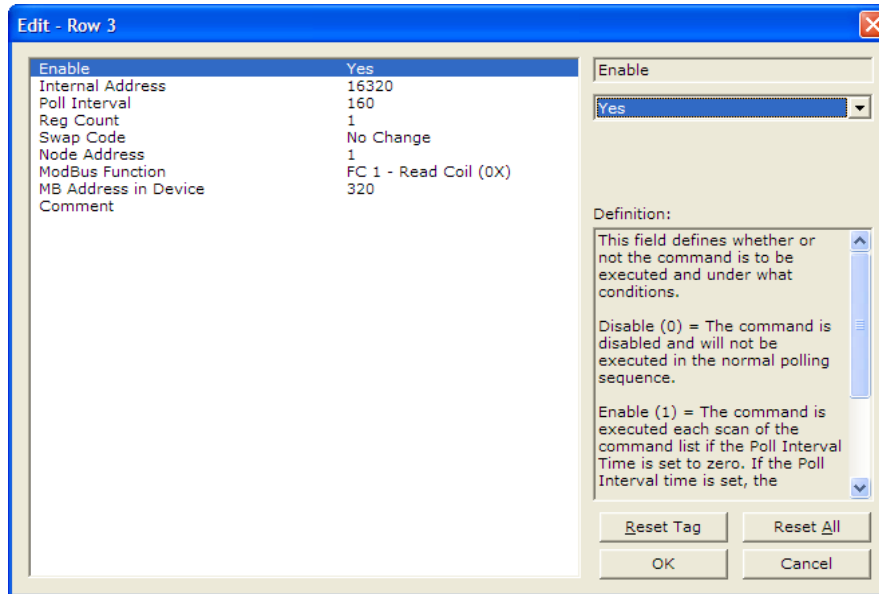 Edit - Row 3
Enable Yes
Internal Address 16320
Poll Interval 160
Reg Count 1
Swap Code No Change
Node Address 1
ModBus Function FC 1 - Read Coil (0X)
MB Address in Device 320
Comment
Enable
Yes
Definition:
This field defines whether or
not the command is to be
executed and under what
conditions.
Disable (0) = The command is
disabled and will not be
executed in the normal polling
sequence.
Enable (1) = The command is
executed each scan of the
command list if the Poll Interval
Time is set to zero. If the Poll
Interval time is set, the
Reset Tag Reset All
OK Cancel